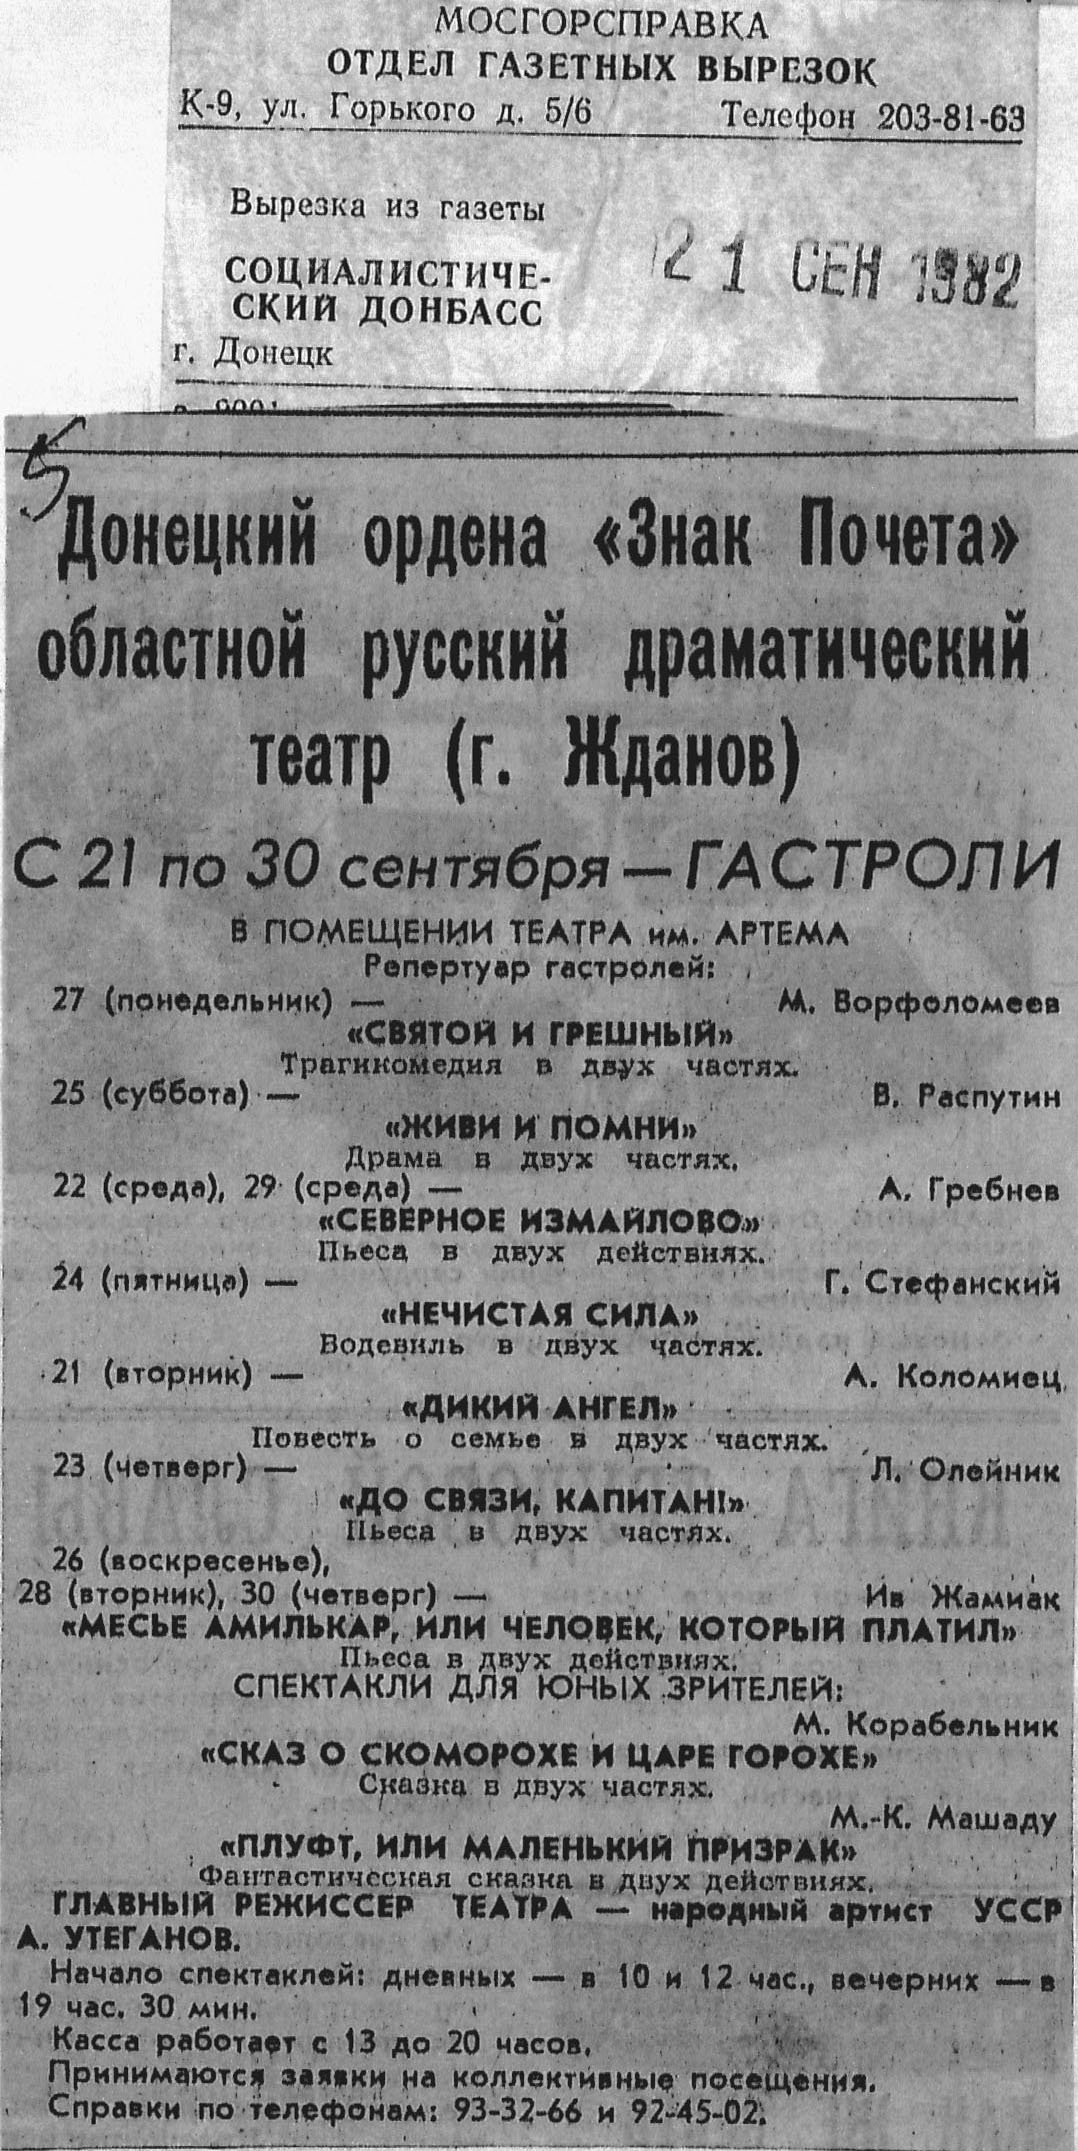 МОСГОРСПРАВКА
ОТДЕЛ ГАЗЕТНЫХ ВЫРЕЗОК
К-9, ул. Горького д. 5/6 Телефон 203-81-63
Вырезка из газеты
СОЦИАЛИСТИЧЕ-
СКИЙ ДОНБАСС
21 СЕН 1982
г. Донецк
5
Донецкий ордена «Знак Почета»
областной русский драматический
театр (г. Жданов)
С 21 по 30 сентября — ГАСТРОЛИ
В ПОМЕЩЕНИИ ТЕАТРА им. АРТЕМА
Репертуар гастролей:
27 (понедельник) — М. Ворфоломеев
«СВЯТОЙ И ГРЕШНЫЙ»
Трагикомедия в двух частях.
25 (суббота) — В. Распутин
«ЖИВИ И ПОМНИ»
Драма в двух частях.
22 (среда), 29 (среда) — А. Гребнев
«СЕВЕРНОЕ ИЗМАЙЛОВО»
Пьеса в двух действиях.
24 (пятница) — Г. Стефанский
«НЕЧИСТАЯ СИЛА»
Водевиль в двух частях.
21 (вторник) — А. Коломиец
«ДИКИЙ АНГЕЛ»
Повесть о семье в двух частях.
23 (четверг) — Л. Олейник
«ДО СВЯЗИ, КАПИТАН!»
Пьеса в двух частях.
26 (воскресенье),
28 (вторник), 30 (четверг) — Ив Жамиак
«МЕСЬЕ АМИЛЬКАР, ИЛИ ЧЕЛОВЕК, КОТОРЫЙ ПЛАТИЛ»
Пьеса в двух действиях.
СПЕКТАКЛИ ДЛЯ ЮНЫХ ЗРИТЕЛЕЙ:
М. Корабельник
«СКАЗ О СКОМОРОХЕ И ЦАРЕ ГОРОХЕ»
Сказка в двух частях.
М.-К. Машаду
«ПЛУФТ, ИЛИ МАЛЕНЬКИЙ ПРИЗРАК»
Фантастическая сказка в двух действиях.
ГЛАВНЫЙ РЕЖИССЕР ТЕАТРА — народный артист УССР
А. УТЕГАНОВ.
Начало спектаклей: дневных — в 10 и 12 час., вечерних — в
19 час. 30 мин.
Касса работает с 13 до 20 часов.
Принимаются заявки на коллективные посещения.
Справки по телефонам: 93-32-66 и 92-45-02.